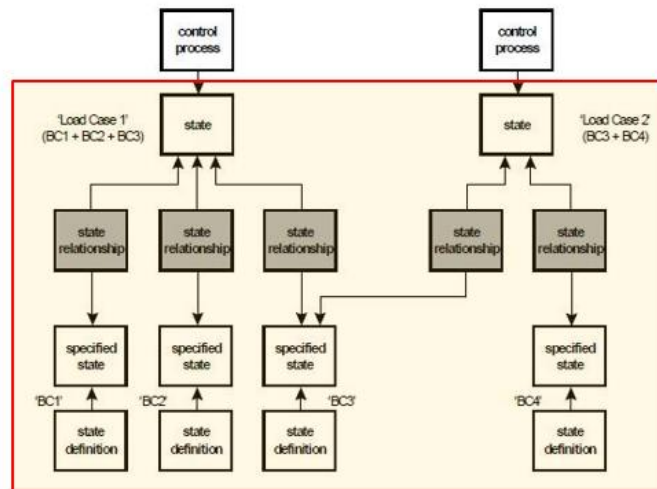 control
process
control
process
'Load Case 1'
(BC1 + BC2 + BC3)
state
state
'Load Case 2'
(BC3 + BC4)
state
relationship
state
relationship
state
relationship
state
relationship
state
relationship
specified
state
specified
state
specified
state
specified
state
'BC1'
'BC2'
'BC3'
'BC4'
state
definition
state
definition
state
definition
state
definition